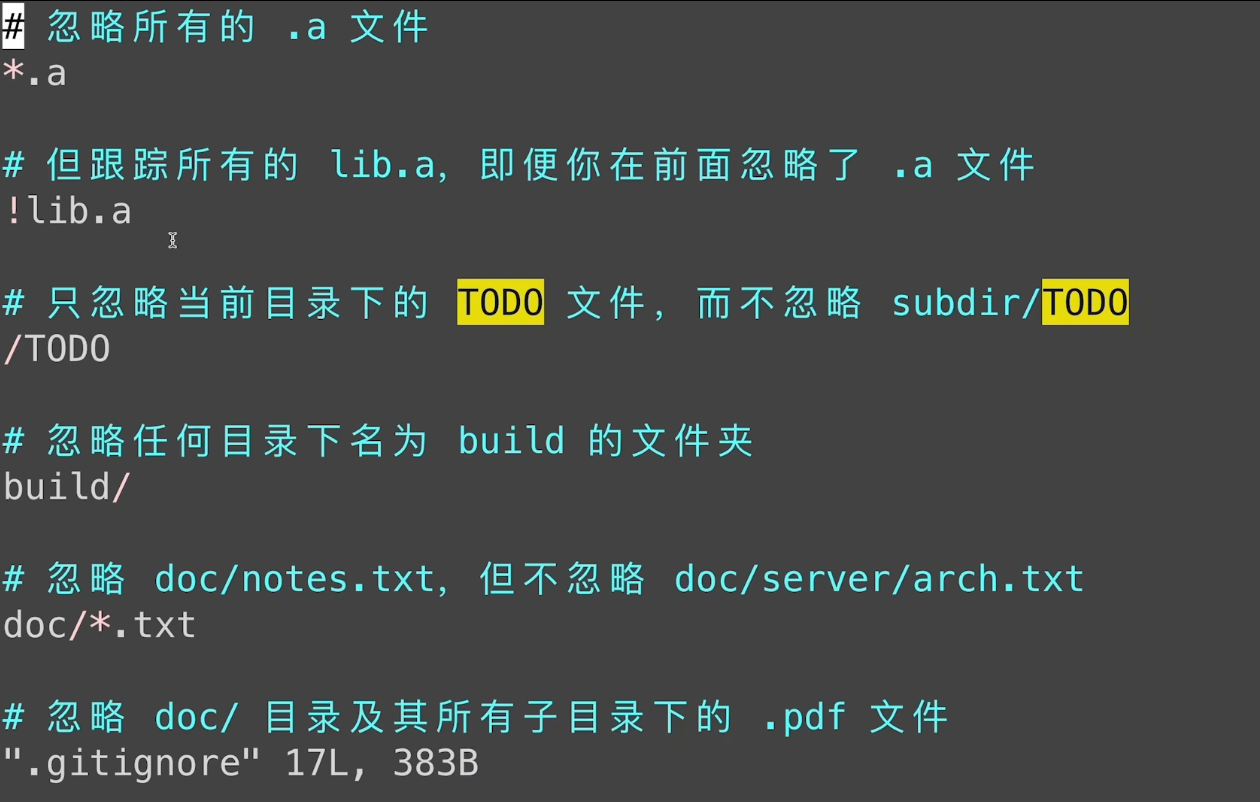 # 忽略所有的 .a 文件
*.a
# 但跟踪所有的 lib.a, 即便你在前面忽略了 .a 文件
!lib.a
# 只忽略当前目录下的 TODO 文件, 而不忽略 subdir/TODO
/TODO
# 忽略任何目录下名为 build 的文件夹
build/
# 忽略 doc/notes.txt, 但不忽略 doc/server/arch.txt
doc/*.txt
# 忽略 doc/ 目录及其所有子目录下的 .pdf 文件
".gitignore" 17L, 383B